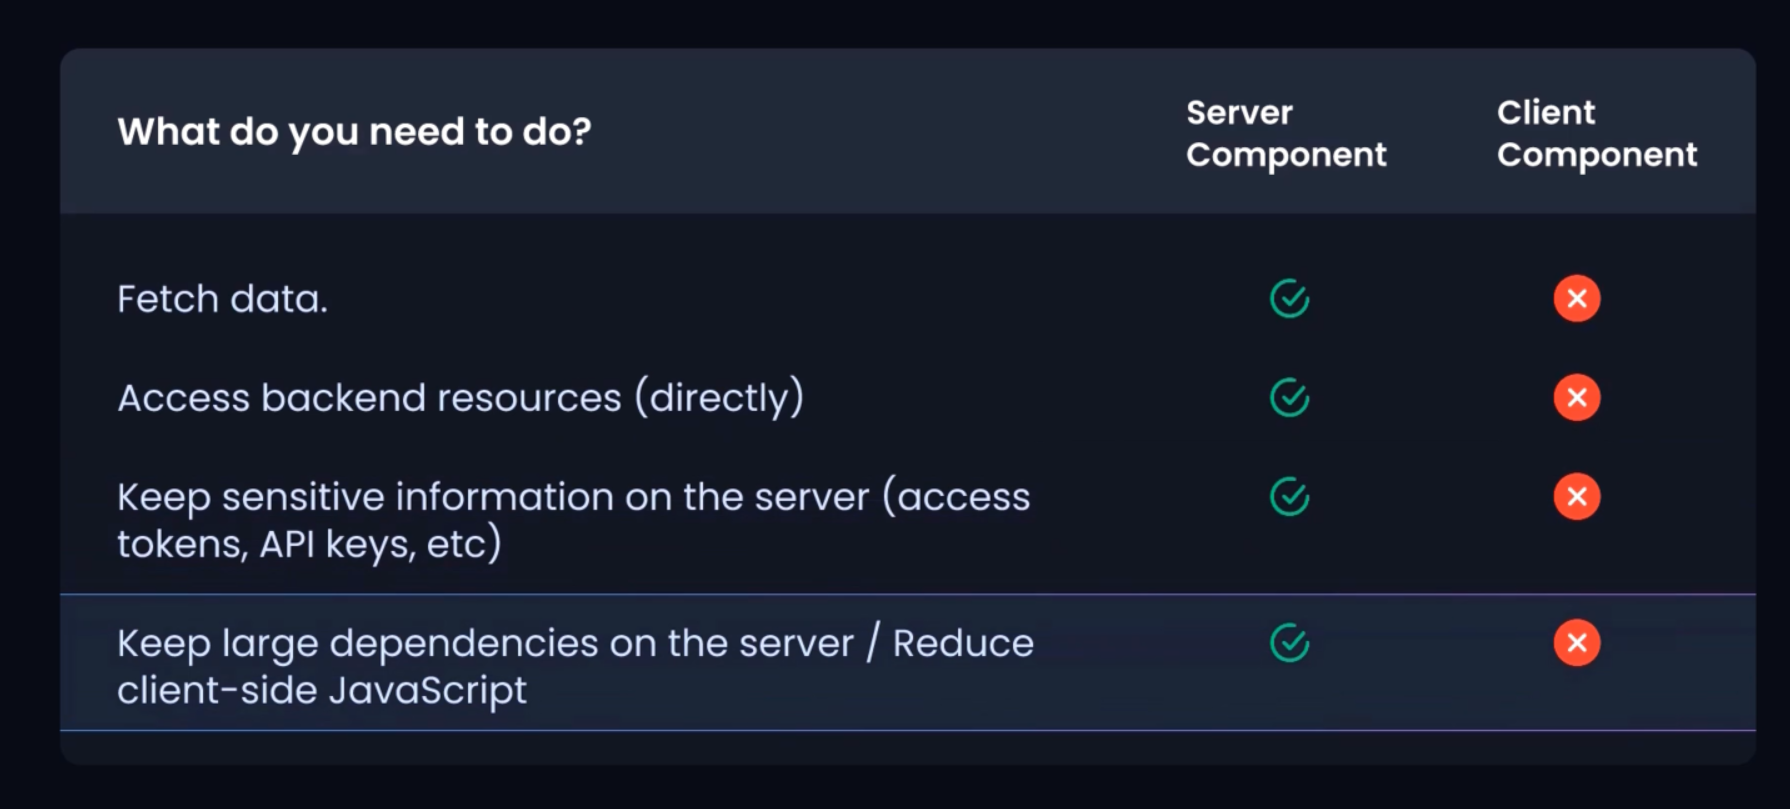 What do you need to do?
Server
Component
Client
Component
Fetch data.
Access backend resources (directly)
Keep sensitive information on the server (access
tokens, API keys, etc)
Keep large dependencies on the server / Reduce
client-side JavaScript